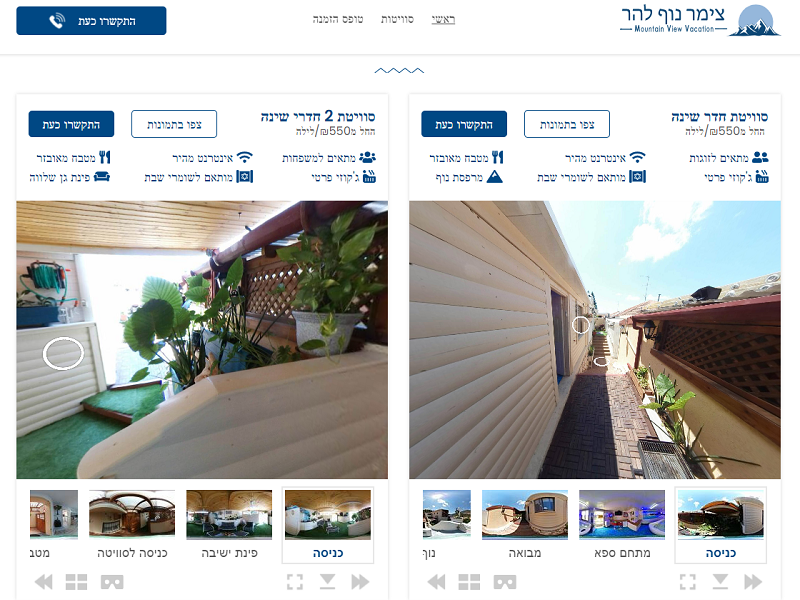 צימר נוף להר
Mountain View Vacation
ראשי
סוויטות
טופס הזמנה
התקשרו כעת
סוויטת חדר שינה
החל מ₪550/לילה
צפו בתמונות
התקשרו כעת
מתאים לזוגות
אינטרנט מהיר
מטבח מאובזר
ג'קוזי פרטי
מותאם לשומרי שבת
מרפסת נוף
כניסה
מתחם ספא
מבואה
נוף
סוויטת 2 חדרי שינה
החל מ₪550/לילה
צפו בתמונות
התקשרו כעת
מתאים למשפחות
אינטרנט מהיר
מטבח מאובזר
ג'קוזי פרטי
מותאם לשומרי שבת
פינת גן שלווה
כניסה
פינת ישיבה
כניסה לסוויטה
מטב